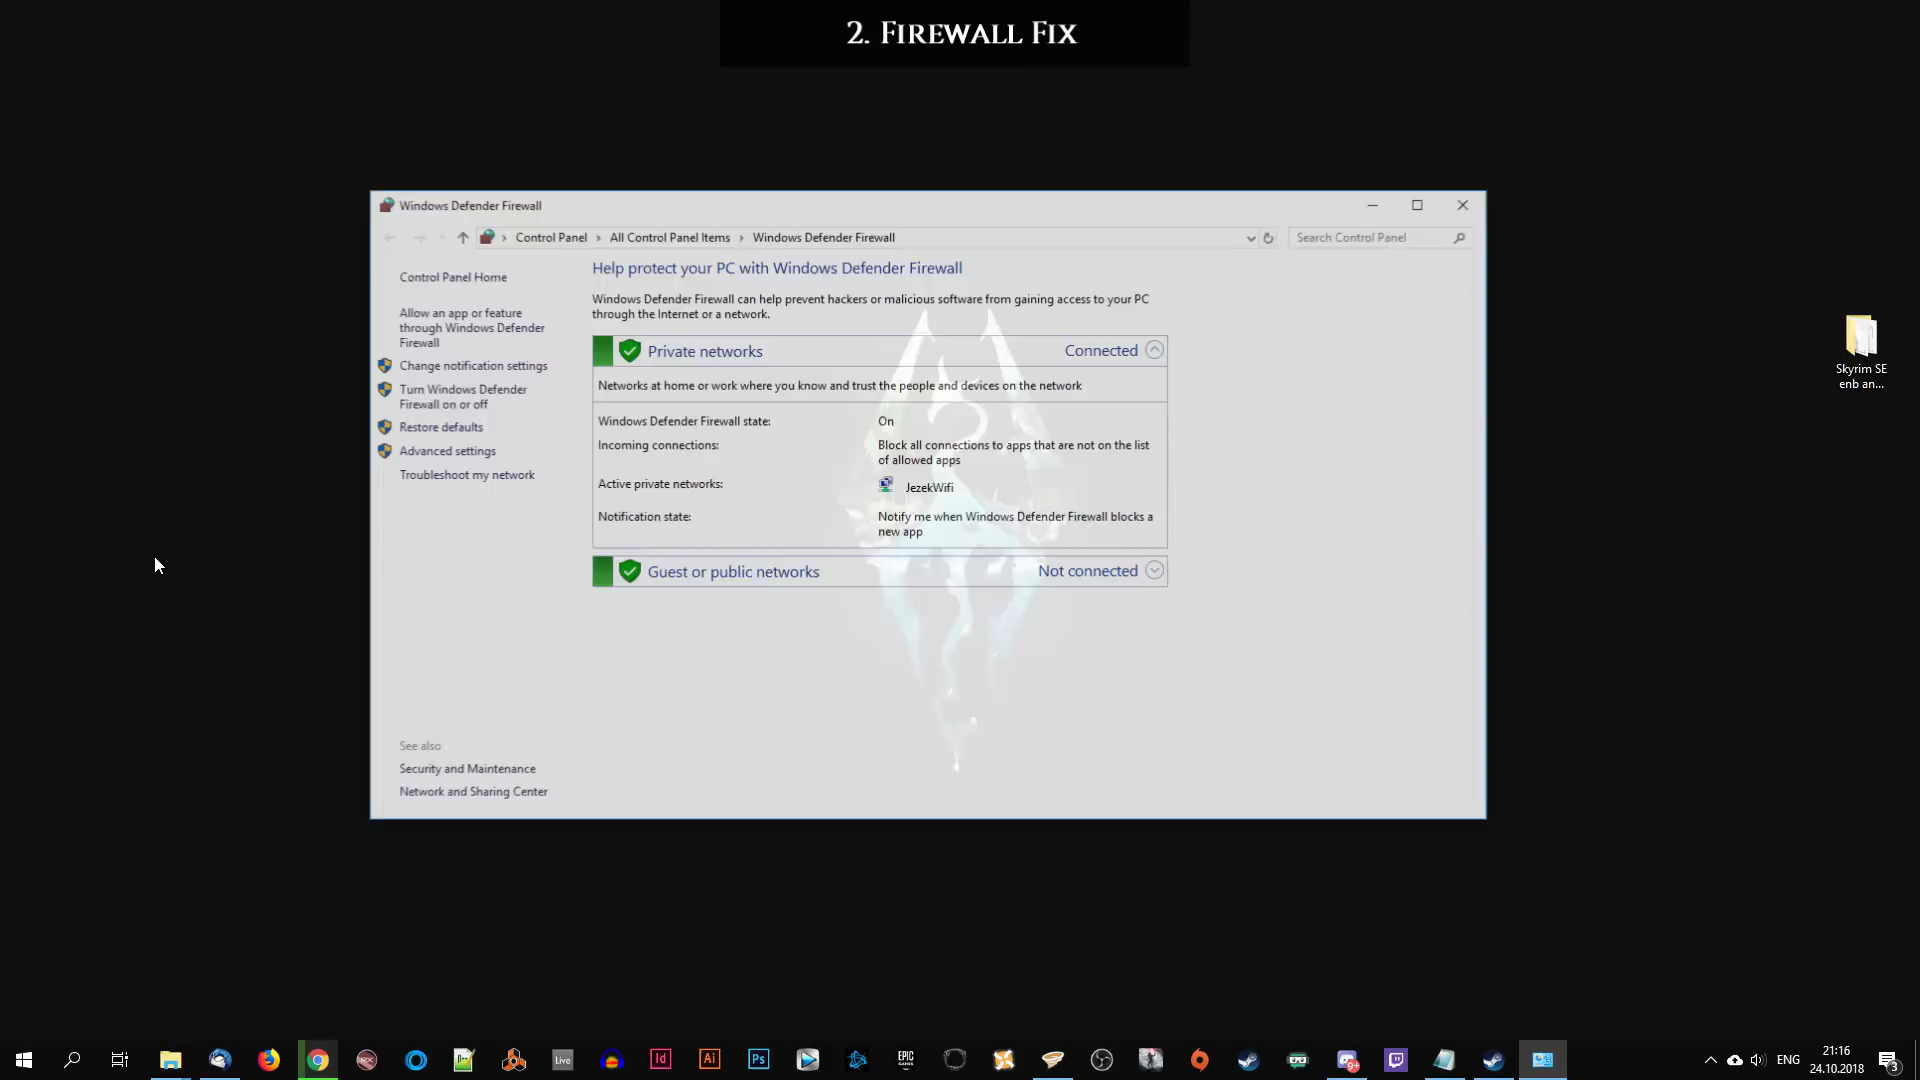 2. Firewall Fix
Windows Defender Firewall
Control Panel › All Control Panel Items › Windows Defender Firewall
Search Control Panel
Control Panel Home
Allow an app or feature
through Windows Defender
Firewall
Change notification settings
Turn Windows Defender
Firewall on or off
Restore defaults
Advanced settings
Troubleshoot my network
See also
Security and Maintenance
Network and Sharing Center
Help protect your PC with Windows Defender Firewall
Windows Defender Firewall can help prevent hackers or malicious software from gaining access to your PC
through the Internet or a network.
Private networks Connected
Networks at home or work where you know and trust the people and devices on the network
Windows Defender Firewall state: On
Incoming connections: Block all connections to apps that are not on the list
of allowed apps
Active private networks: JezekWifi
Notification state: Notify me when Windows Defender Firewall blocks a
new app
Guest or public networks Not connected
Skyrim SE
enb an...
Live
Id
Ai
Ps
EPIC
GAMES
9+
ENG
21:16
24.10.2018
3